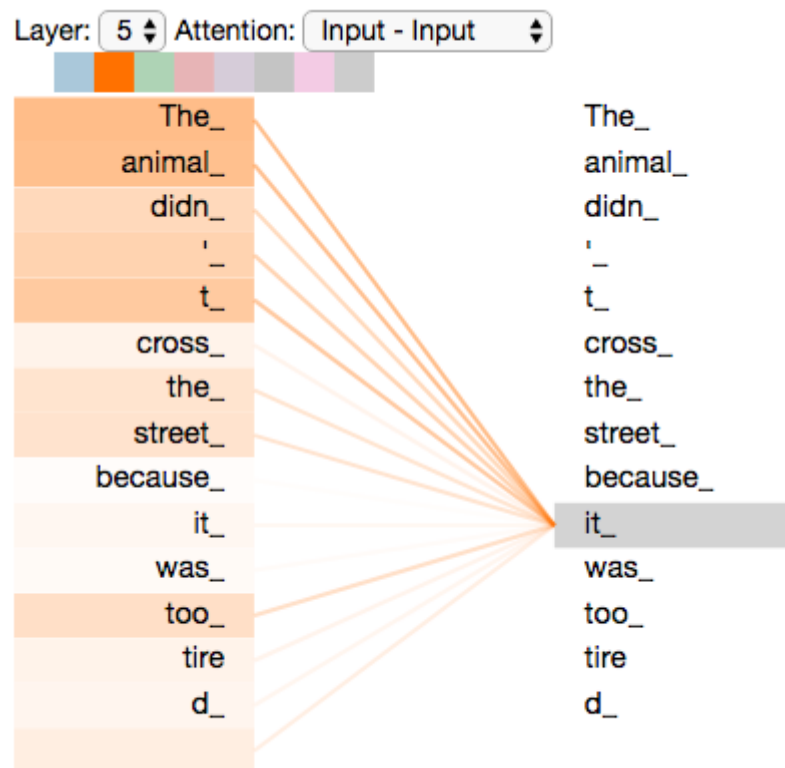 Layer: 5 Attention: Input - Input
The_ The_
animal_ animal_
didn_ didn_
'_ '_
t_ t_
cross_ cross_
the_ the_
street_ street_
because_ because_
it_ it_
was_ was_
too_ too_
tire tire
d_ d_